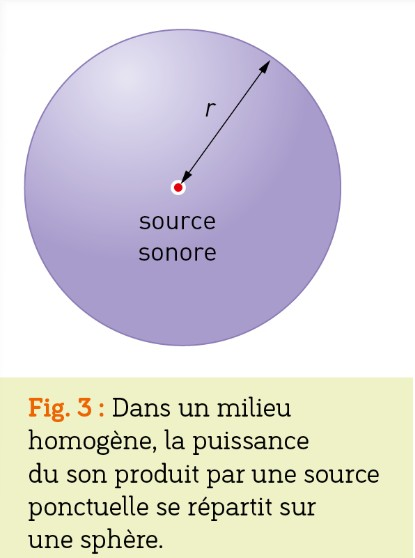 r
source
sonore
Fig. 3 : Dans un milieu
homogène, la puissance
du son produit par une source
ponctuelle se répartit sur
une sphère.